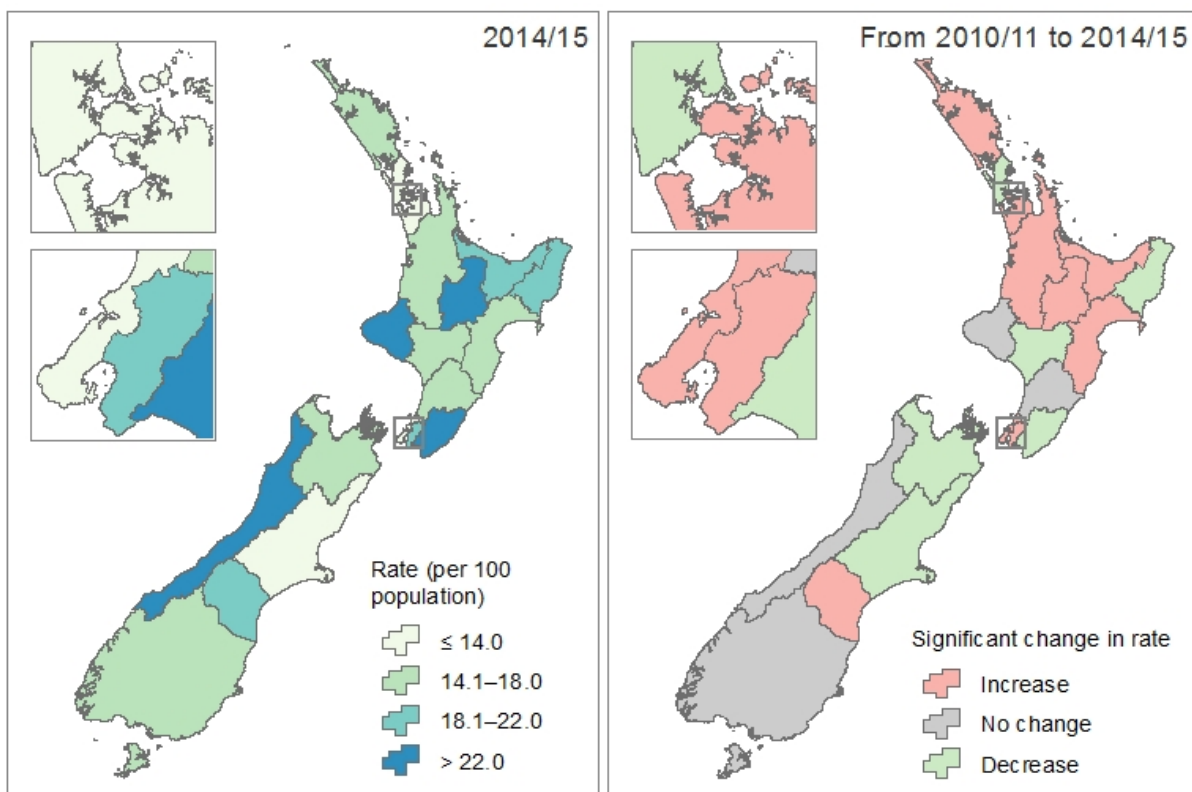 2014/15
Rate (per 100
population)
≤ 14.0
14.1–18.0
18.1–22.0
> 22.0
From 2010/11 to 2014/15
Significant change in rate
Increase
No change
Decrease